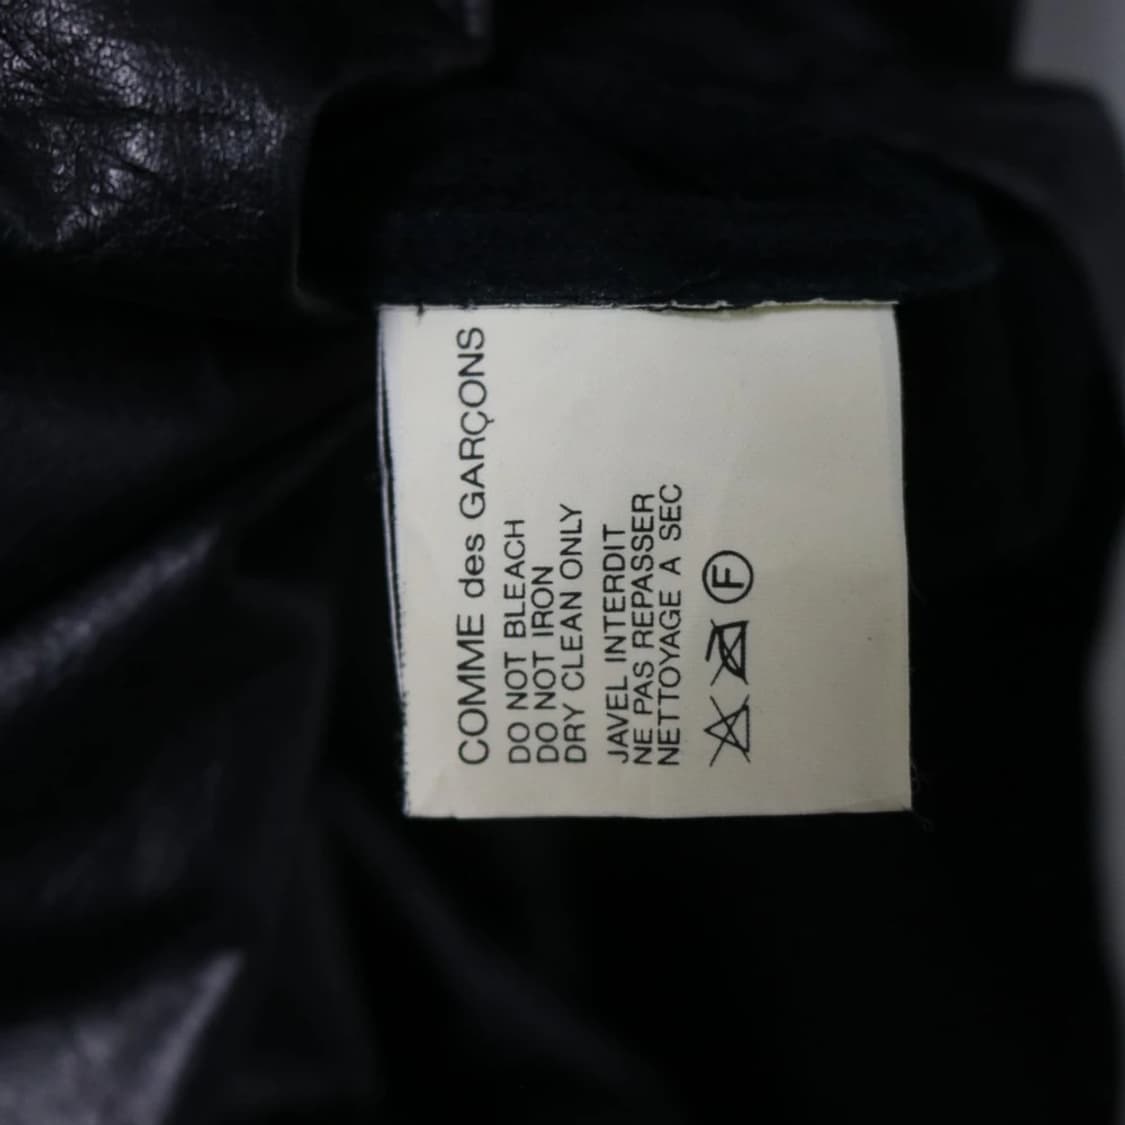 COMME des GARÇONS
DO NOT BLEACH
DO NOT IRON
DRY CLEAN ONLY
JAVEL INTERDIT
NE PAS REPASSER
NETTOYAGE A SEC
F